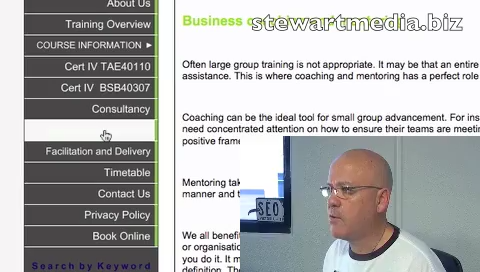 About Us
Training Overview
COURSE INFORMATION ►
Cert IV TAE40110
Cert IV BSB40307
Consultancy
Facilitation and Delivery
Timetable
Contact Us
Privacy Policy
Book Online
Search by Keyword
Business
stewartmedia.biz
Often large group training is not appropriate. It may be that an entire
assistance. This is where coaching and mentoring has a perfect role
Coaching can be the ideal tool for small group advancement. For ins
need concentrated attention on how to ensure their teams are meetin
positive frame
Mentoring tak
manner and t
We all benefi
or organisatio
you do it. It m
definition. The
SEO